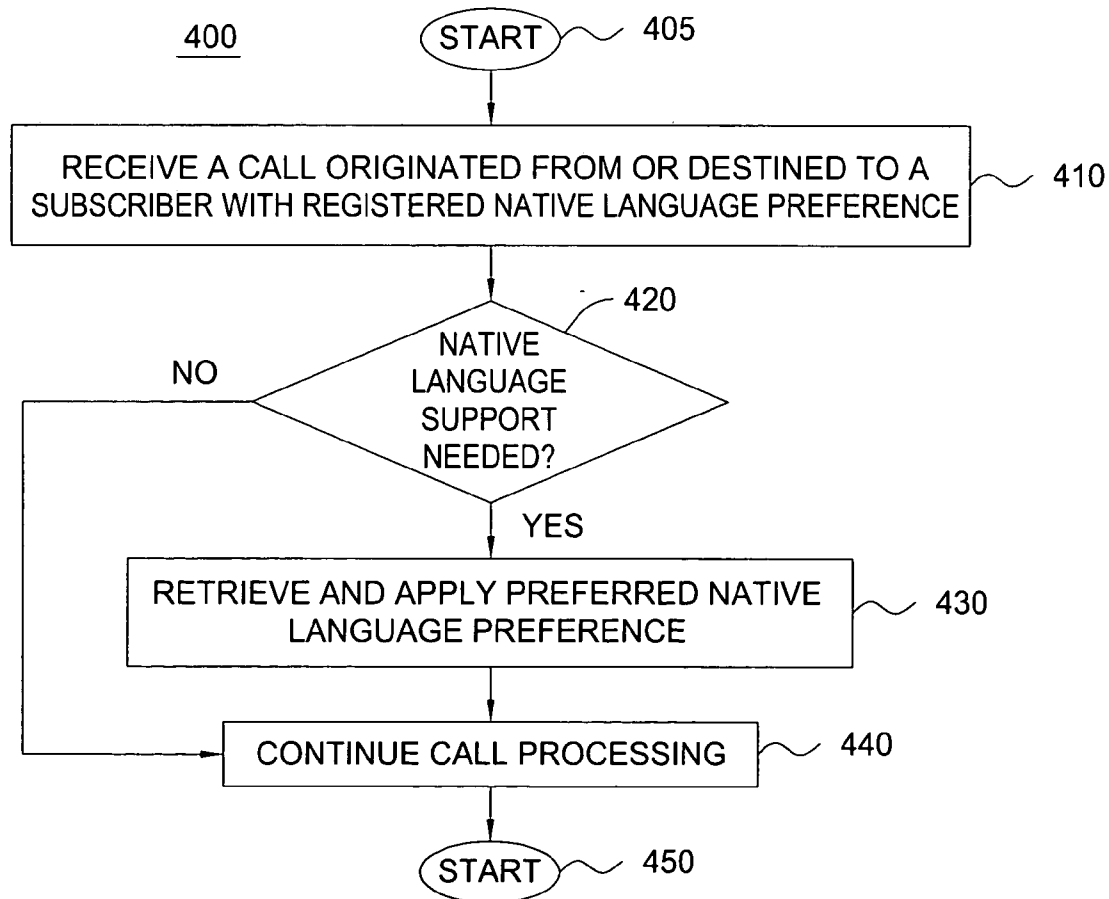 400
START
405
RECEIVE A CALL ORIGINATED FROM OR DESTINED TO A
SUBSCRIBER WITH REGISTERED NATIVE LANGUAGE PREFERENCE
410
420
NATIVE
LANGUAGE
SUPPORT
NEEDED?
NO
YES
RETRIEVE AND APPLY PREFERRED NATIVE
LANGUAGE PREFERENCE
430
CONTINUE CALL PROCESSING
440
START
450